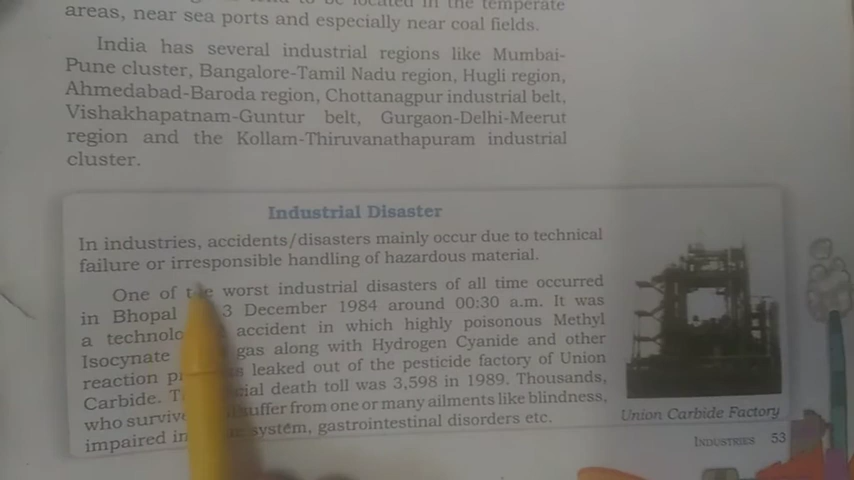 areas, near sea ports and especially near coal fields.
India has several industrial regions like Mumbai-
Pune cluster, Bangalore-Tamil Nadu region, Hugli region,
Ahmedabad-Baroda region, Chottanagpur industrial belt,
Vishakhapatnam-Guntur belt, Gurgaon-Delhi-Meerut
region and the Kollam-Thiruvanathapuram industrial
cluster.
Industrial Disaster
In industries, accidents/disasters mainly occur due to technical
failure or irresponsible handling of hazardous material.
One of the worst industrial disasters of all time occurred
in Bhopal 3 December 1984 around 00:30 a.m. It was
a accident in which highly poisonous Methyl
Isocynate gas along with Hydrogen Cyanide and other
reaction leaked out of the pesticide factory of Union
Carbide. death toll was 3,598 in 1989. Thousands,
who suffer from one or many ailments like blindness,
impaired system, gastrointestinal disorders etc.
Union Carbide Factory
INDUSTRIES 53